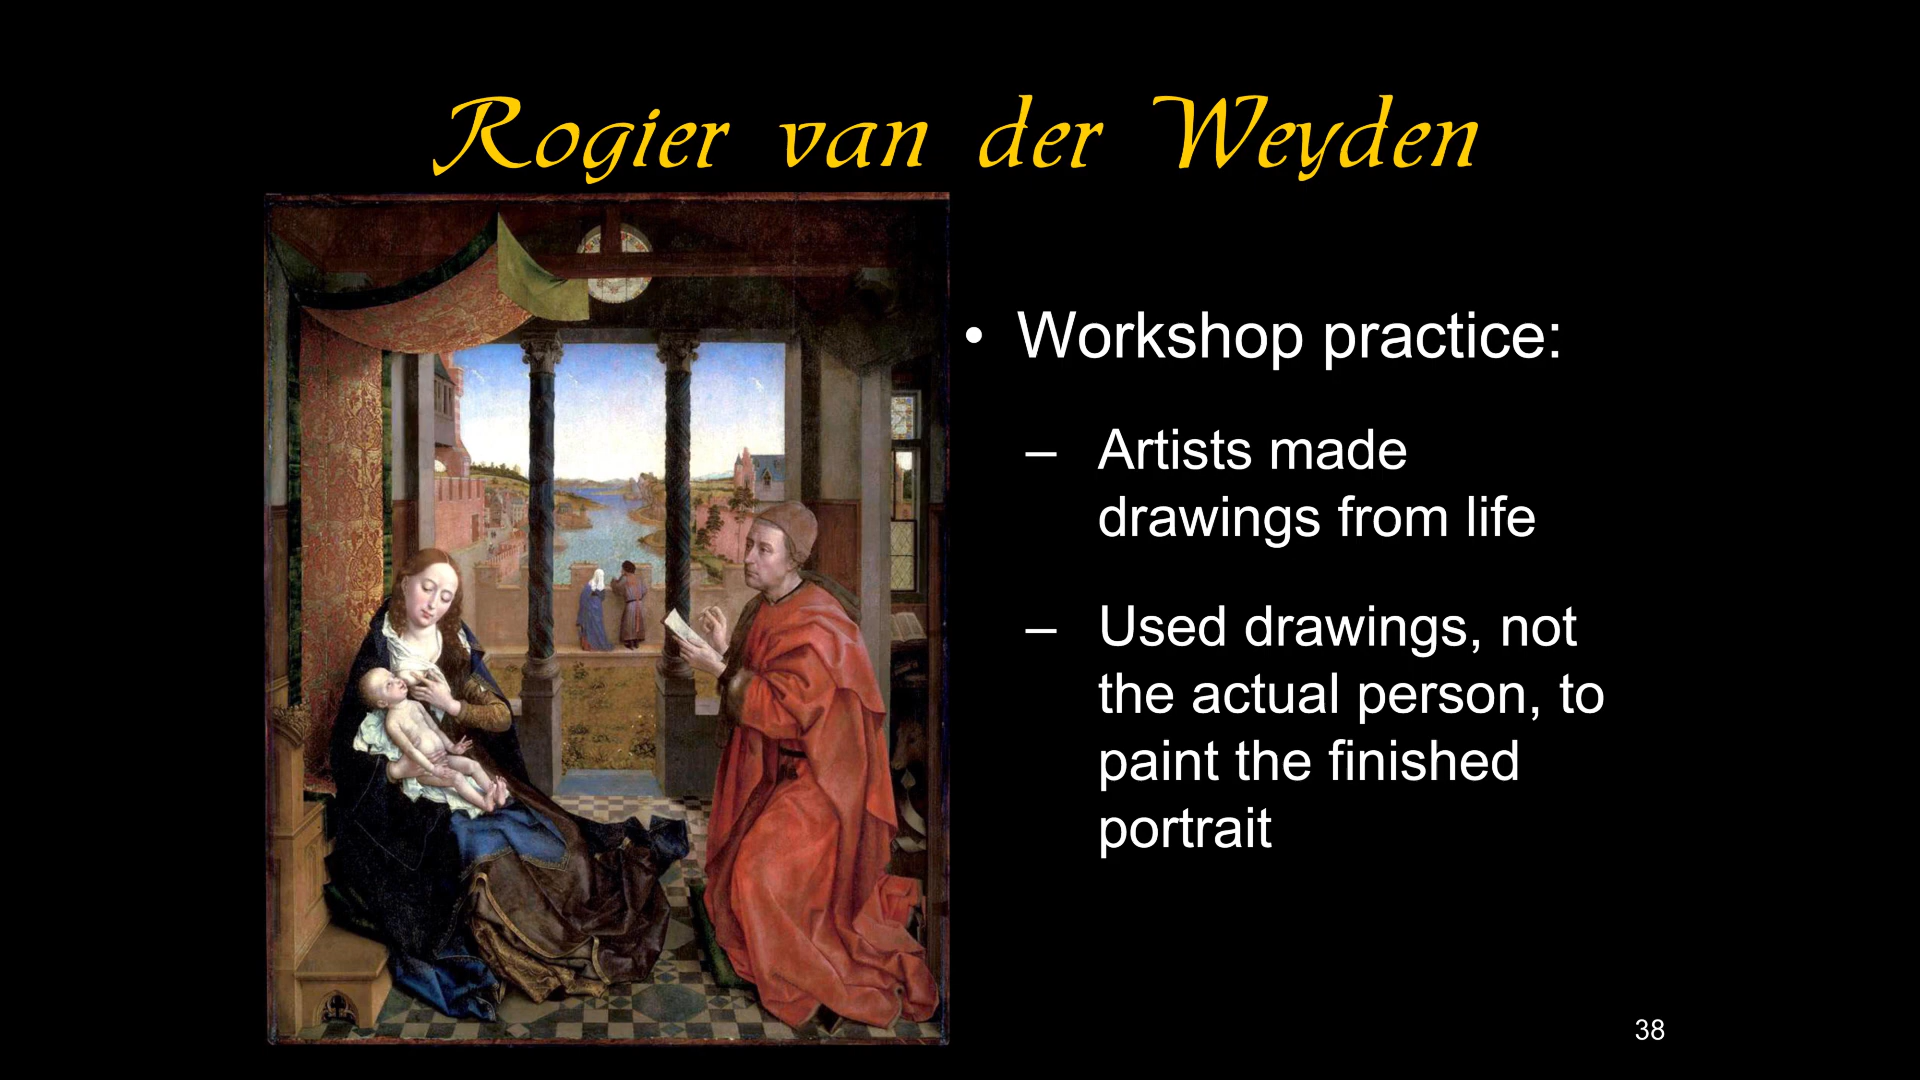 Rogier van der Weyden
• Workshop practice:
– Artists made
drawings from life
– Used drawings, not
the actual person, to
paint the finished
portrait
38